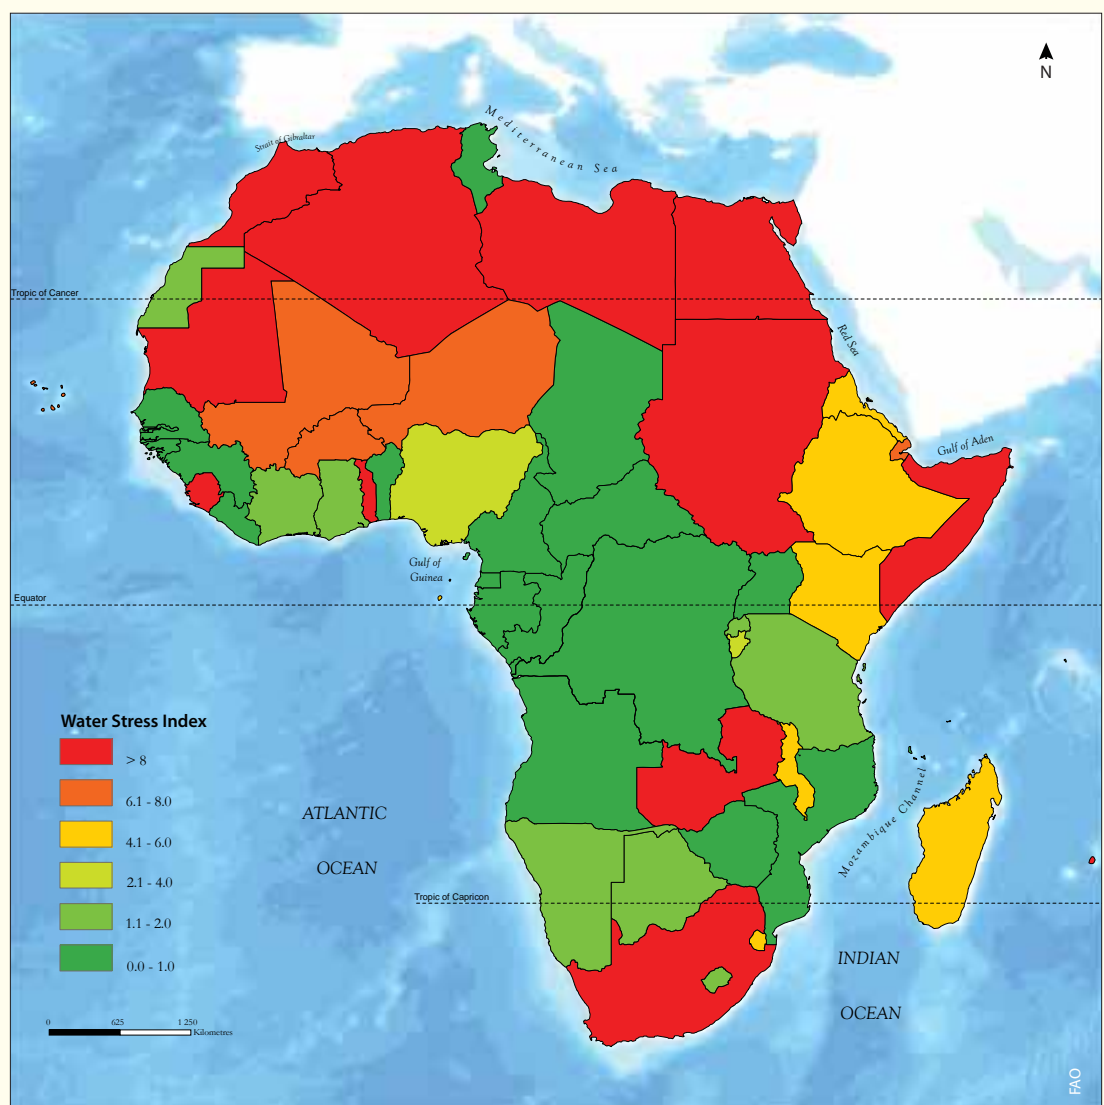 N
Strait of Gibraltar
Mediterranean Sea
Tropic of Cancer
Red Sea
Gulf of Aden
Gulf of
Guinea
Equator
Water Stress Index
> 8
6.1 - 8.0
4.1 - 6.0
2.1 - 4.0
1.1 - 2.0
0.0 - 1.0
ATLANTIC
OCEAN
Mozambique Channel
Tropic of Capricon
INDIAN
OCEAN
0 625 1 250
Kilometres
FAO